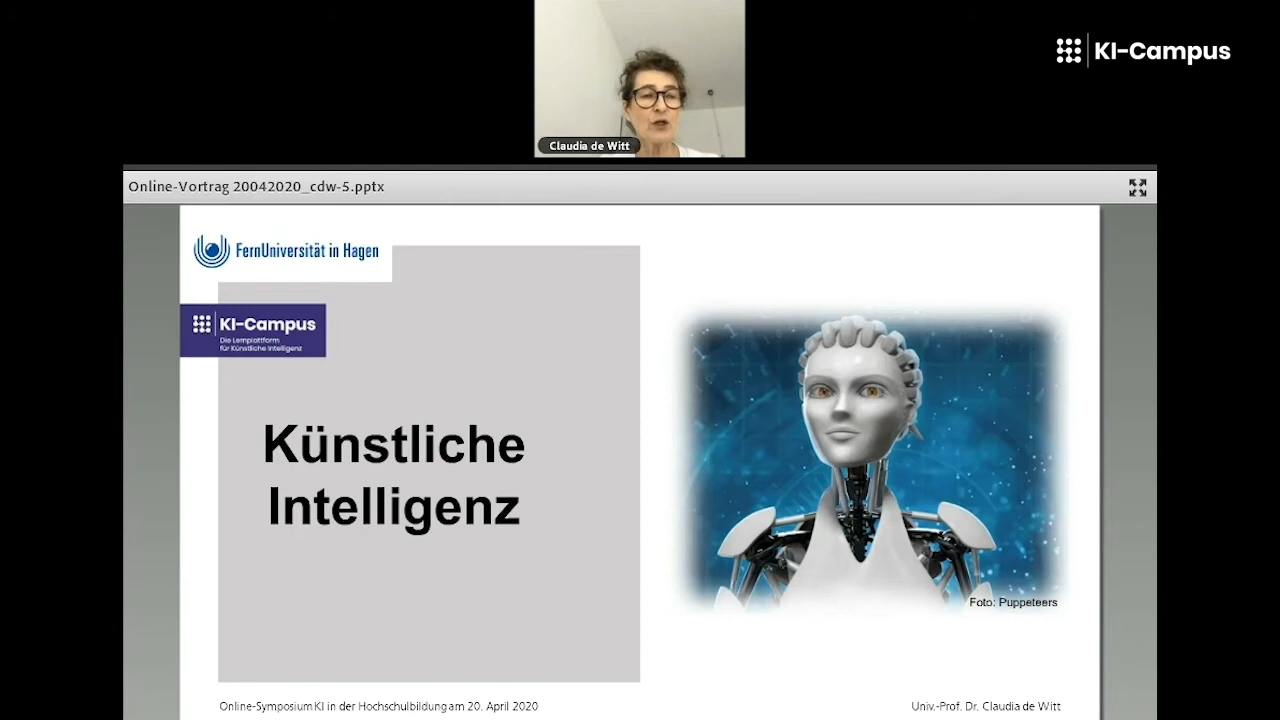 KI-Campus
Claudia de Witt
Online-Vortrag 20042020_cdw-5.pptx
FernUniversität in Hagen
KI-Campus
Die Lernplattform
für Künstliche Intelligenz
Künstliche
Intelligenz
Foto: Puppeteers
Online-Symposium KI in der Hochschulbildung am 20. April 2020
Univ.-Prof. Dr. Claudia de Witt